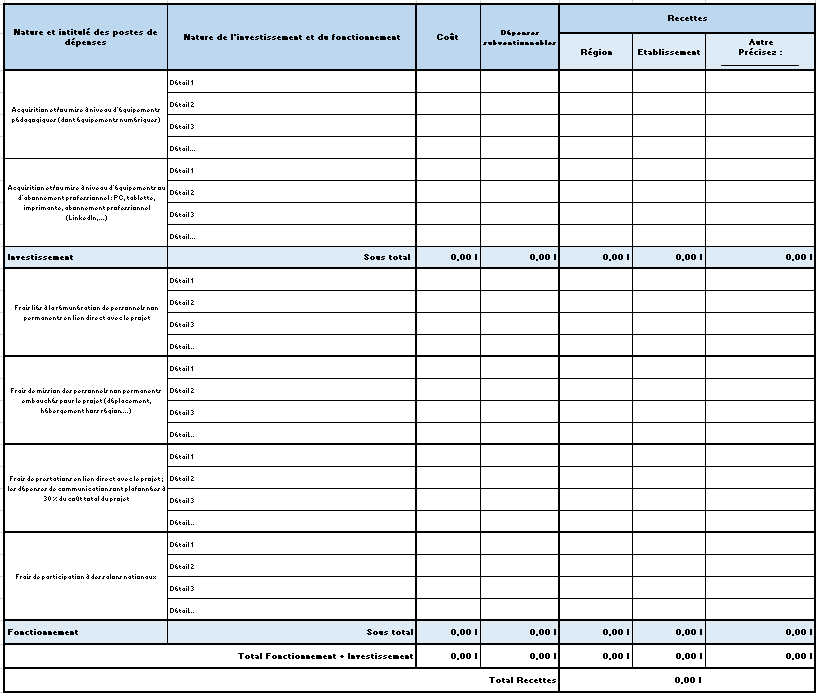 Nature et intitulé des postes de dépenses
Nature de l'investissement et du fonctionnement
Coût
Dépenses subventionnables
Recettes
Région
Etablissement
Autre
Précisez :
Acquisition et/ou mise à niveau d'équipements
pédagogiques (dont équipements numériques)
Détail 1
Détail 2
Détail 3
Détail...
Acquisition et/ou mise à niveau d'équipements ou
d'abonnement professionnel : PC, tablette,
imprimante, abonnement professionnel
(LinkedIn,...)
Détail 1
Détail 2
Détail 3
Détail...
Investissement Sous total 0,00 0,00 0,00 0,00 0,00
Frais liés à la rémunération de personnels non
permanents en lien direct avec le projet
Détail 1
Détail 2
Détail 3
Détail...
Frais de mission des personnels non permanents
embauchés pour le projet (déplacement,
hébergement hors région...)
Détail 1
Détail 2
Détail 3
Détail...
Frais de prestations en lien direct avec le projet ;
les dépenses de communication sont plafonnées à
30 % du coût total du projet
Détail 1
Détail 2
Détail 3
Détail...
Frais de participation à des salons nationaux
Détail 1
Détail 2
Détail 3
Détail...
Fonctionnement Sous total 0,00 0,00 0,00 0,00 0,00
Total Fonctionnement + Investissement 0,00 0,00 0,00 0,00 0,00
Total Recettes 0,00